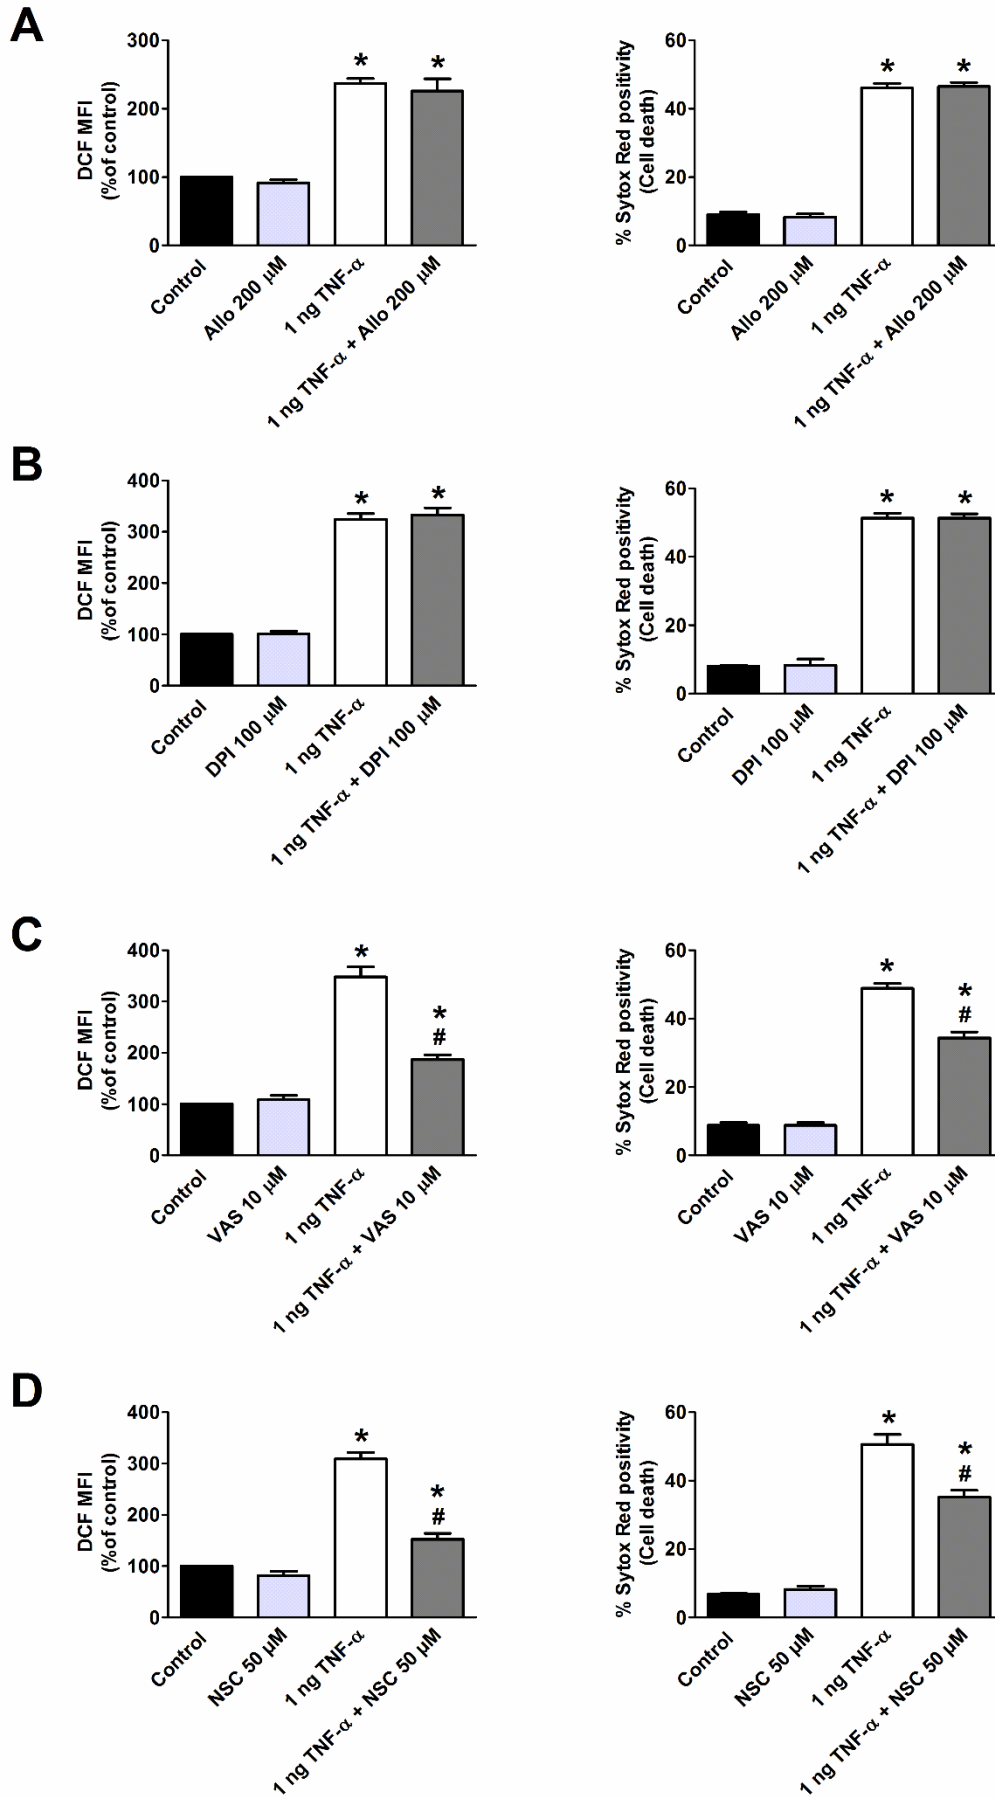 A
300
200
100
0
DCF MFI
(%of control)
*
*
Control
Allo 200 μM
1 ng TNF-α
1 ng TNF-α + Allo 200 μM
60
40
20
0
% Sytox Red positivity
(Cell death)
*
*
Control
Allo 200 μM
1 ng TNF-α
1 ng TNF-α + Allo 200 μM
B
400
300
200
100
0
DCF MFI
(%of control)
*
*
Control
DPI 100 μM
1 ng TNF-α
1 ng TNF-α + DPI 100 μM
60
40
20
0
% Sytox Red positivity
(Cell death)
*
*
Control
DPI 100 μM
1 ng TNF-α
1 ng TNF-α + DPI 100 μM
C
400
300
200
100
0
DCF MFI
(%of control)
*
*
#
Control
VAS 10 μM
1 ng TNF-α
1 ng TNF-α + VAS 10 μM
60
40
20
0
% Sytox Red positivity
(Cell death)
*
*
#
Control
VAS 10 μM
1 ng TNF-α
1 ng TNF-α + VAS 10 μM
D
400
300
200
100
0
DCF MFI
(%of control)
*
*
#
Control
NSC 50 μM
1 ng TNF-α
1 ng TNF-α + NSC 50 μM
60
40
20
0
% Sytox Red positivity
(Cell death)
*
*
#
Control
NSC 50 μM
1 ng TNF-α
1 ng TNF-α + NSC 50 μM